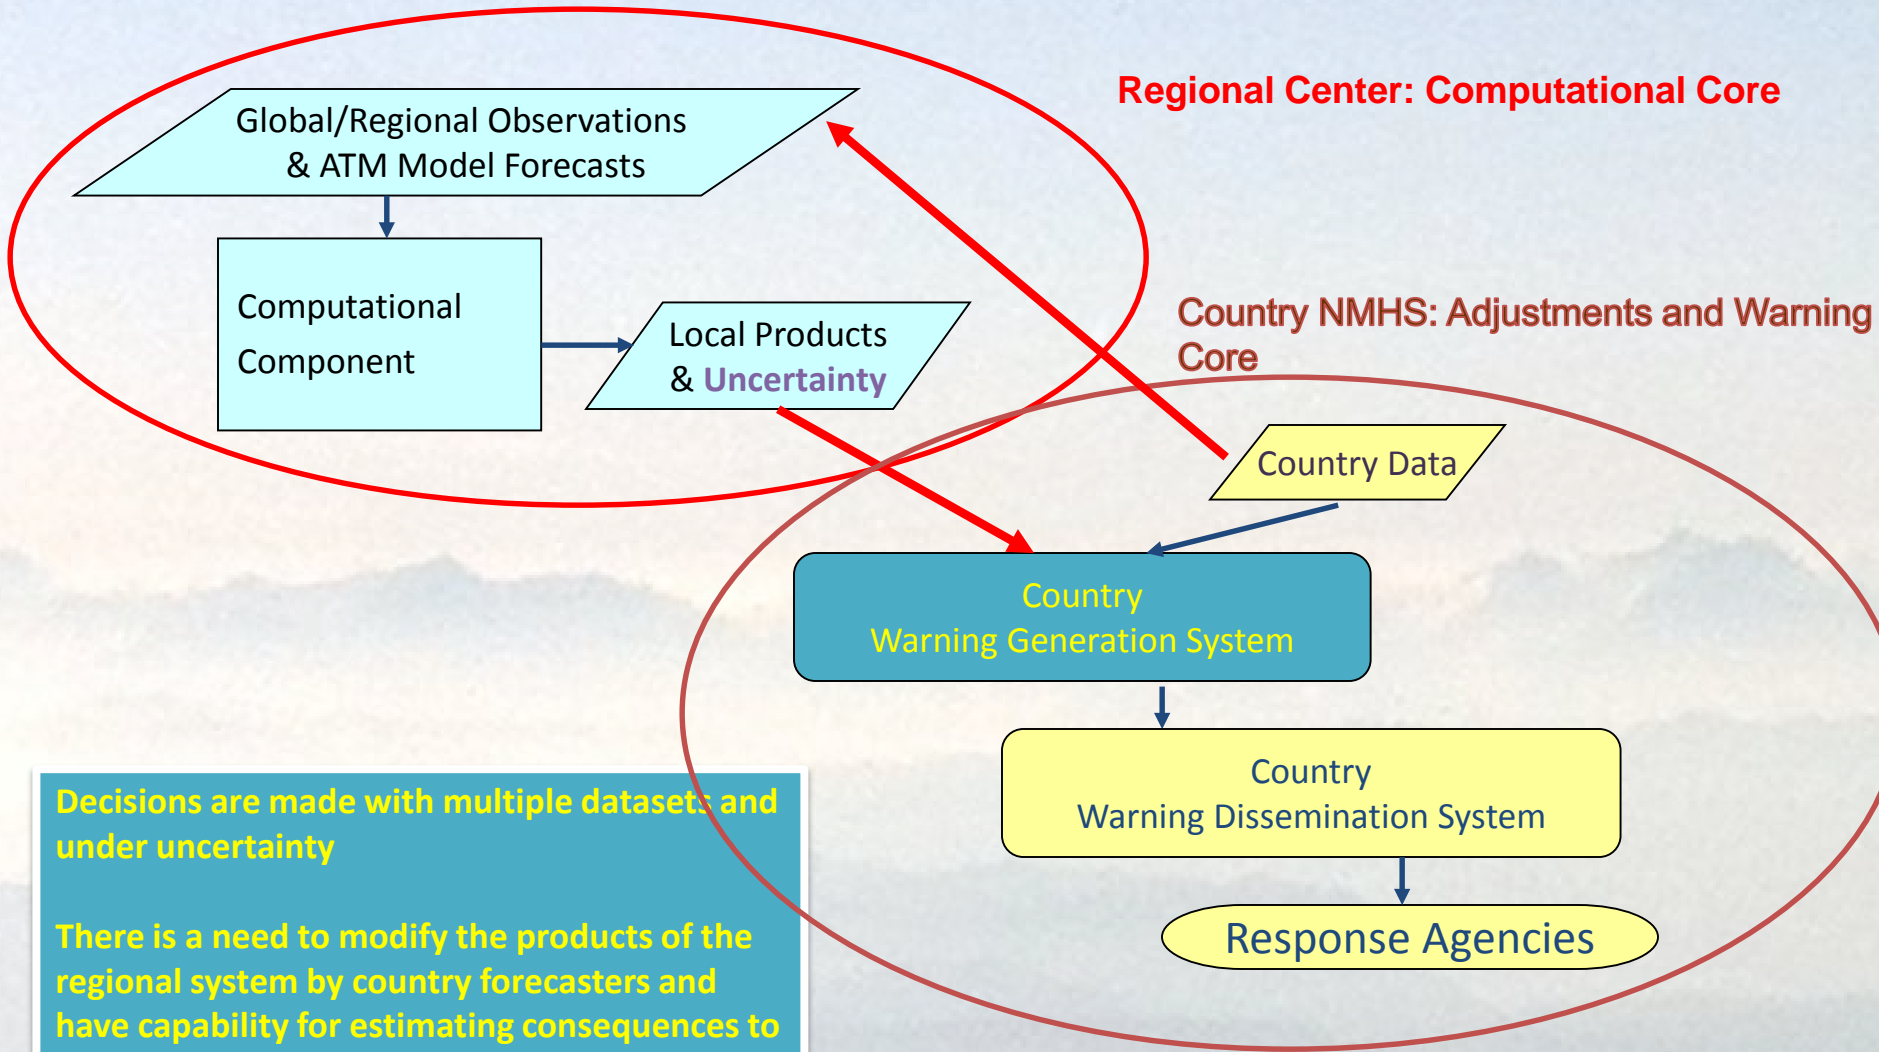 Regional Center: Computational Core
Global/Regional Observations
& ATM Model Forecasts
Computational
Component
Local Products
& Uncertainty
Country NMHS: Adjustments and Warning
Core
Country Data
Country
Warning Generation System
Country
Warning Dissemination System
Response Agencies
Decisions are made with multiple datasets and
under uncertainty
There is a need to modify the products of the
regional system by country forecasters and
have capability for estimating consequences to